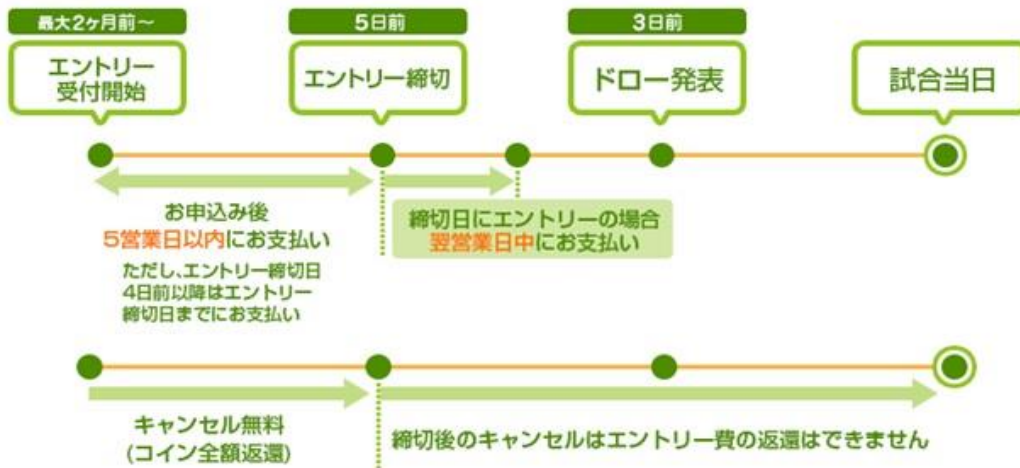 最大2ヶ月前～
エントリー
受付開始
5日前
エントリー締切
3日前
ドロー発表
試合当日
お申込み後
5営業日以内にお支払い
ただし、エントリー締切日
4日前以降はエントリー
締切日までにお支払い
締切日にエントリーの場合
翌営業日中にお支払い
キャンセル無料
(コイン全額返還)
締切後のキャンセルはエントリー費の返還はできません